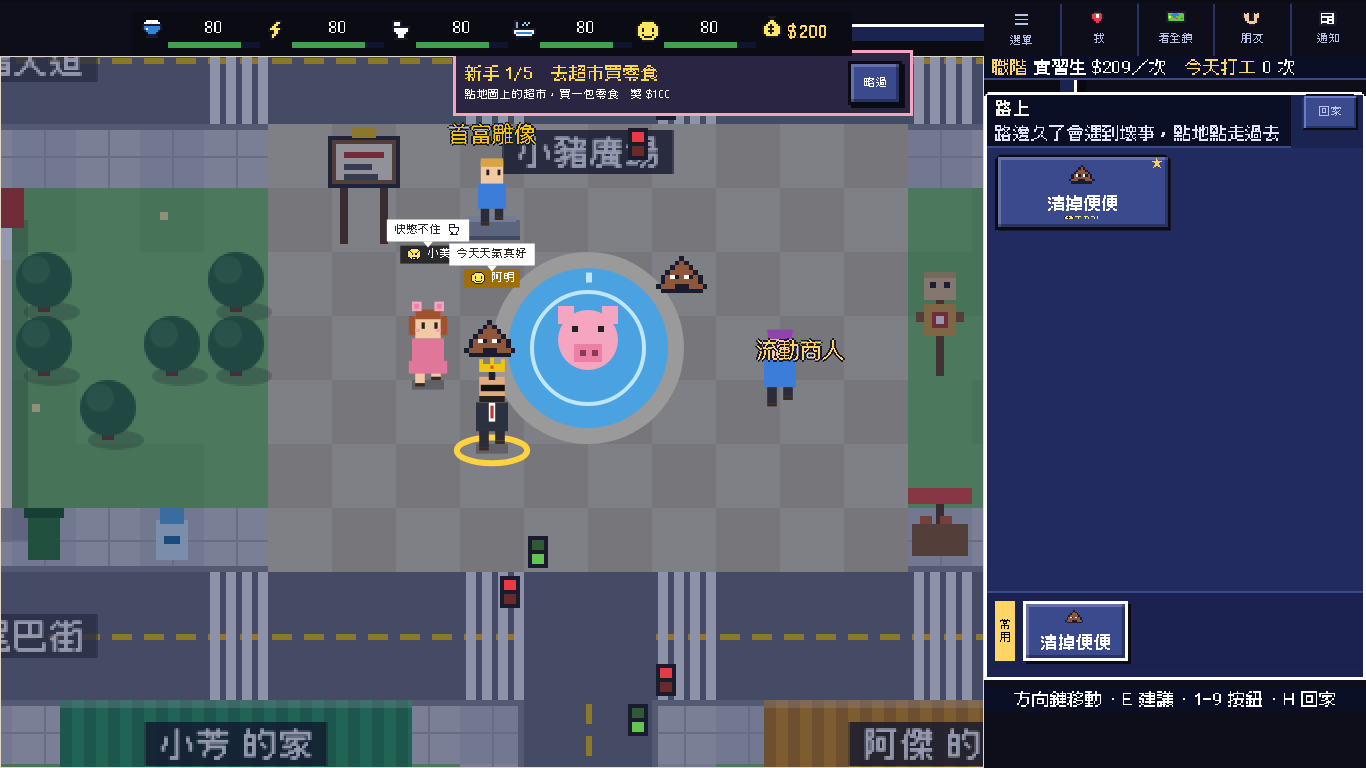 80
80
80
80
80
$200
選單
我
看全鎮
朋友
通知
職階 實習生 $209/次 今天打工 0 次
新手 1/5 去超市買零食
點地圖上的超市,買一包零食 獎 $100
略過
路上
路邊久了會遇到壞事,點地點走過去
回家
清掉便便
首富雕像
小豬廣場
快憋不住
小美
今天天氣真好
阿明
流動商人
尾巴街
小芳 的家
阿傑 的
常用
清掉便便
方向鍵移動 · E 建議 · 1-9 按鈕 · H 回家